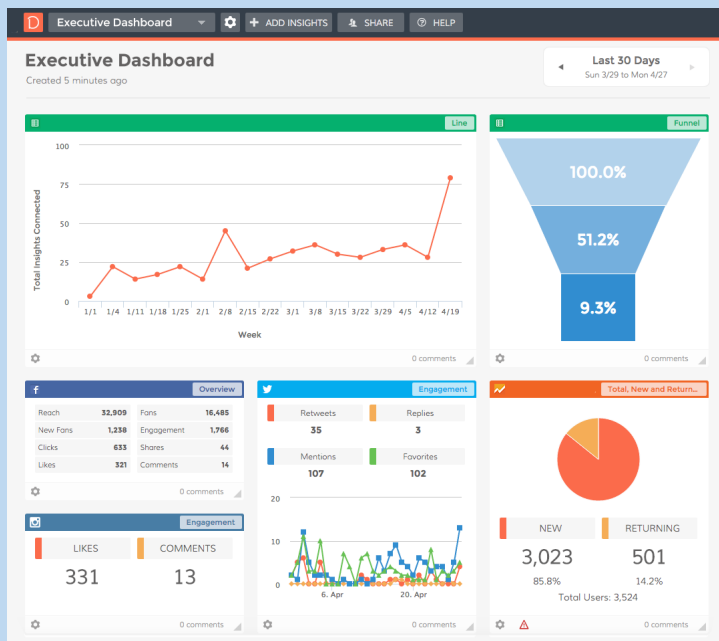 Executive Dashboard
ADD INSIGHTS
SHARE
HELP
Executive Dashboard
Created 5 minutes ago
Last 30 Days
Sun 3/29 to Mon 4/27
Line
Total Insights Connected
100
75
50
25
0
1/1 1/4 1/11 1/18 1/25 2/1 2/8 2/15 2/22 3/1 3/8 3/15 3/22 3/29 4/5 4/12 4/19
Week
0 comments
Funnel
100.0%
51.2%
9.3%
0 comments
Overview
Reach 32,909 Fans 16,485
New Fans 1,238 Engagement 1,766
Clicks 633 Shares 44
Likes 321 Comments 14
0 comments
Engagement
LIKES COMMENTS
331 13
0 comments
Engagement
Retweets Replies
35 3
Mentions Favorites
107 102
20
10
0
6. Apr 20. Apr
0 comments
Total, New and Return...
NEW RETURNING
3,023 501
85.8% 14.2%
Total Users: 3,524
0 comments